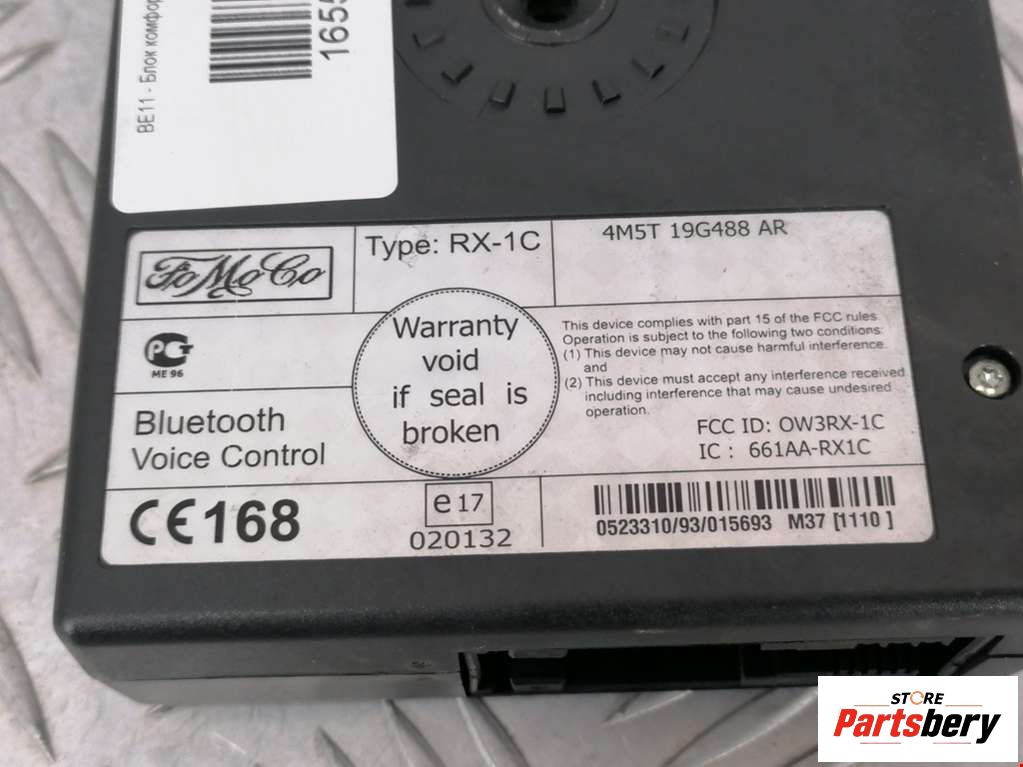 BE11 - Блок комфор
1655
FoMoCo
Type: RX-1C
4M5T 19G488 AR
PCT
ME 96
Warranty
void
if seal is
broken
This device complies with part 15 of the FCC rules
Operation is subject to the following two conditions:
(1) This device may not cause harmful interference.
and
(2) This device must accept any interference received
including interference that may cause undesired
operation.
FCC ID: OW3RX-1C
IC : 661AA-RX1C
Bluetooth
Voice Control
CE168
e17
020132
0523310/93/015693 M37 [1110 ]
STORE
Partsbery